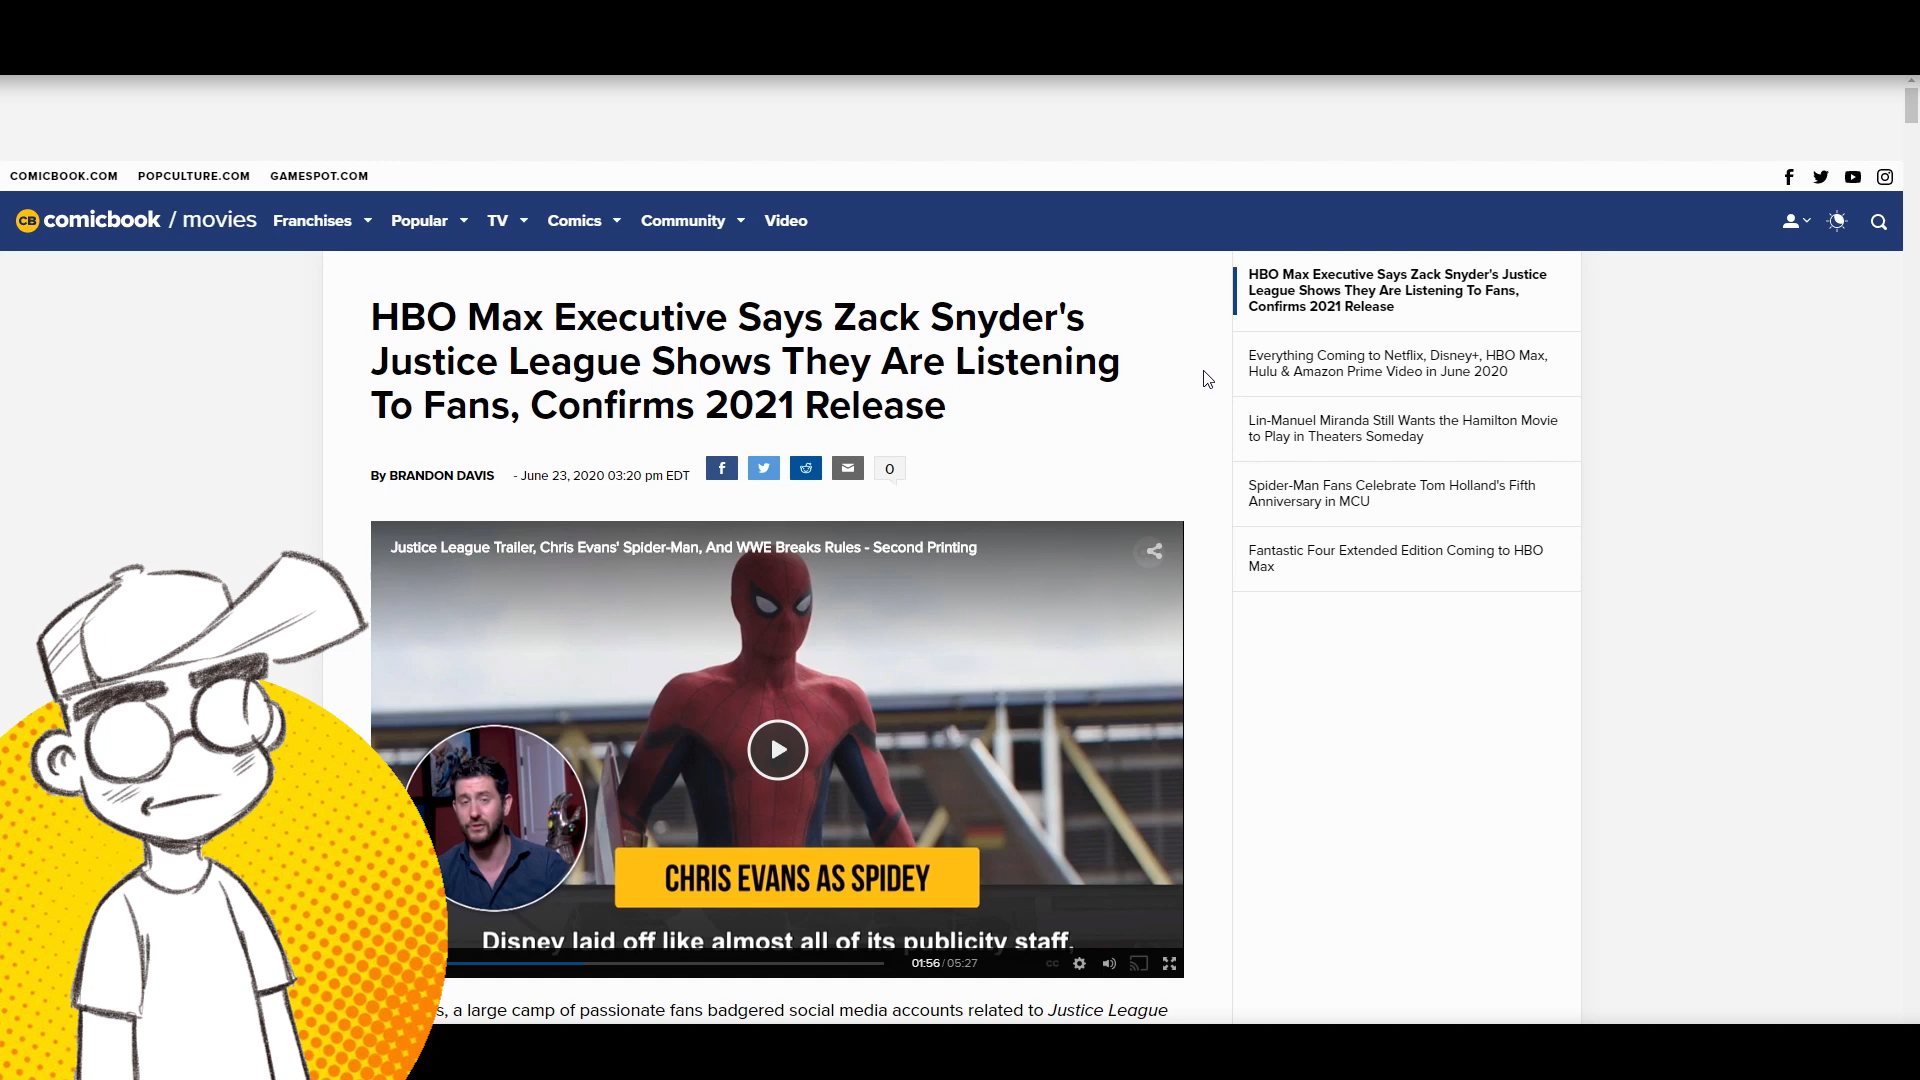 COMICBOOK.COM POPCULTURE.COM GAMESPOT.COM
CB comicbook / movies Franchises Popular TV Comics Community Video
HBO Max Executive Says Zack Snyder's
Justice League Shows They Are Listening
To Fans, Confirms 2021 Release
By BRANDON DAVIS - June 23, 2020 03:20 pm EDT 0
Justice League Trailer, Chris Evans' Spider-Man, And WWE Breaks Rules - Second Printing
CHRIS EVANS AS SPIDEY
Disney laid off like almost all of its publicity staff,
01:56 / 05:27 CC
a large camp of passionate fans badgered social media accounts related to Justice League
HBO Max Executive Says Zack Snyder's Justice
League Shows They Are Listening To Fans,
Confirms 2021 Release
Everything Coming to Netflix, Disney+, HBO Max,
Hulu & Amazon Prime Video in June 2020
Lin-Manuel Miranda Still Wants the Hamilton Movie
to Play in Theaters Someday
Spider-Man Fans Celebrate Tom Holland's Fifth
Anniversary in MCU
Fantastic Four Extended Edition Coming to HBO
Max